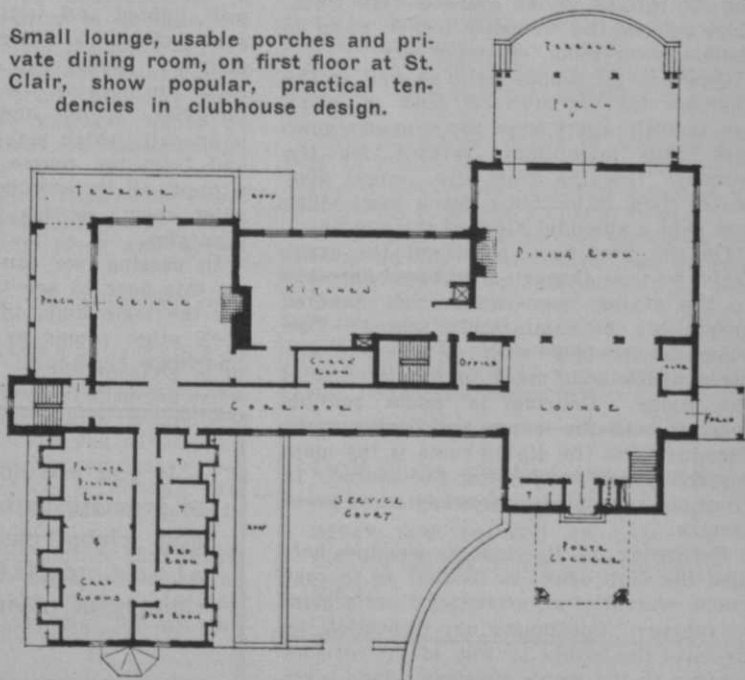 Small lounge, usable porches and pri-
vate dining room, on first floor at St.
Clair, show popular, practical ten-
dencies in clubhouse design.
TERRACE
PORCH
TERRACE
ROOF
DINING ROOM
KITCHEN
PORCH
GRILLE
OFFICE
LOUNGE
PORCH
CORRIDOR
PRIVATE
DINING
ROOM
&
CARD
ROOMS
T
BED
ROOM
BED ROOM
ROOF
SERVICE
COURT
T
PORTE
COCHERE